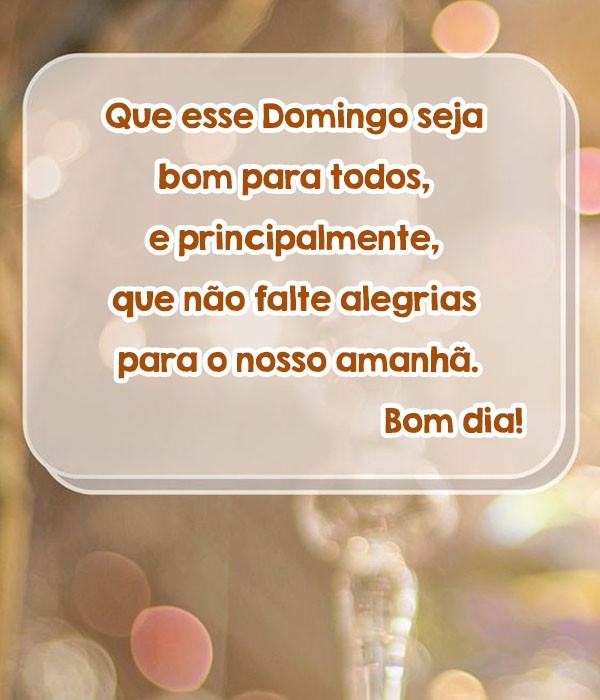 Que esse Domingo seja
bom para todos,
e principalmente,
que não falte alegrias
para o nosso amanhã.
Bom dia!